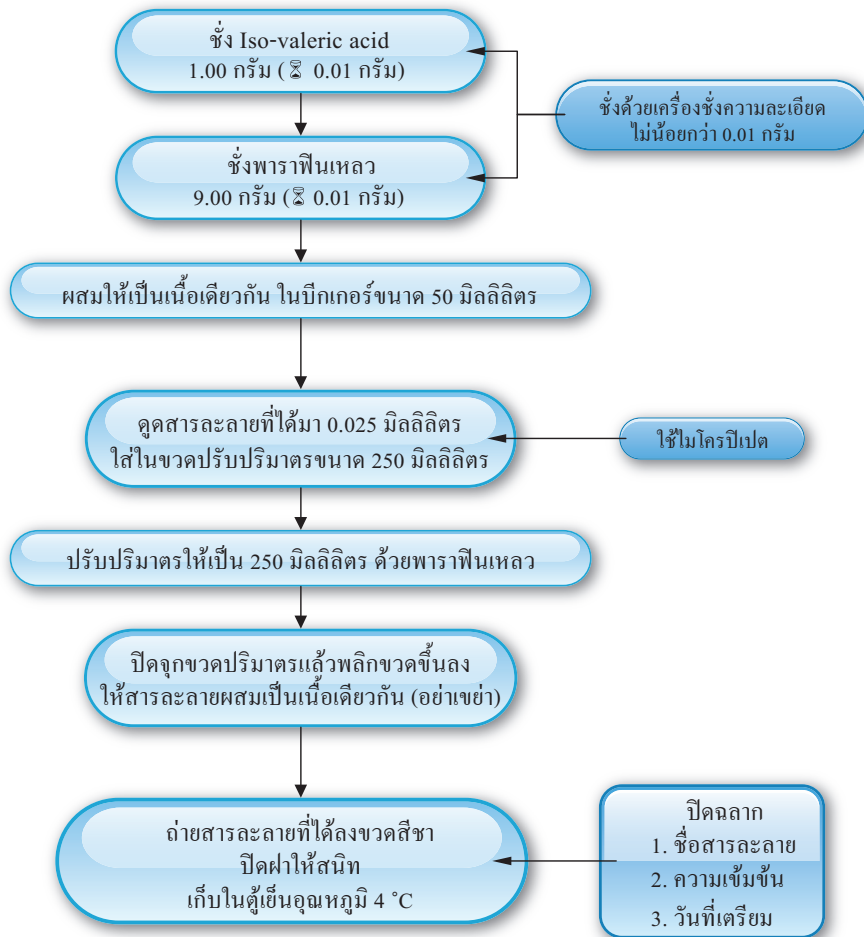 ชั่ง Iso-valeric acid
1.00 กรัม (⌛ 0.01 กรัม)
ชั่งด้วยเครื่องชั่งความละเอียด
ไม่น้อยกว่า 0.01 กรัม
ชั่งพาราฟินเหลว
9.00 กรัม (⌛ 0.01 กรัม)
ผสมให้เป็นเนื้อเดียวกัน ในบีกเกอร์ขนาด 50 มิลลิลิตร
ดูดสารละลายที่ได้มา 0.025 มิลลิลิตร
ใส่ในขวดปรับปริมาตรขนาด 250 มิลลิลิตร
ใช้ไมโครปิเปต
ปรับปริมาตรให้เป็น 250 มิลลิลิตร ด้วยพาราฟินเหลว
ปิดจุกขวดปริมาตรแล้วพลิกขวดขึ้นลง
ให้สารละลายผสมเป็นเนื้อเดียวกัน (อย่าเขย่า)
ถ่ายสารละลายที่ได้ลงขวดสีชา
ปิดฝาให้สนิท
เก็บในตู้เย็นอุณหภูมิ 4 ˚C
ปิดฉลาก
1. ชื่อสารละลาย
2. ความเข้มข้น
3. วันที่เตรียม